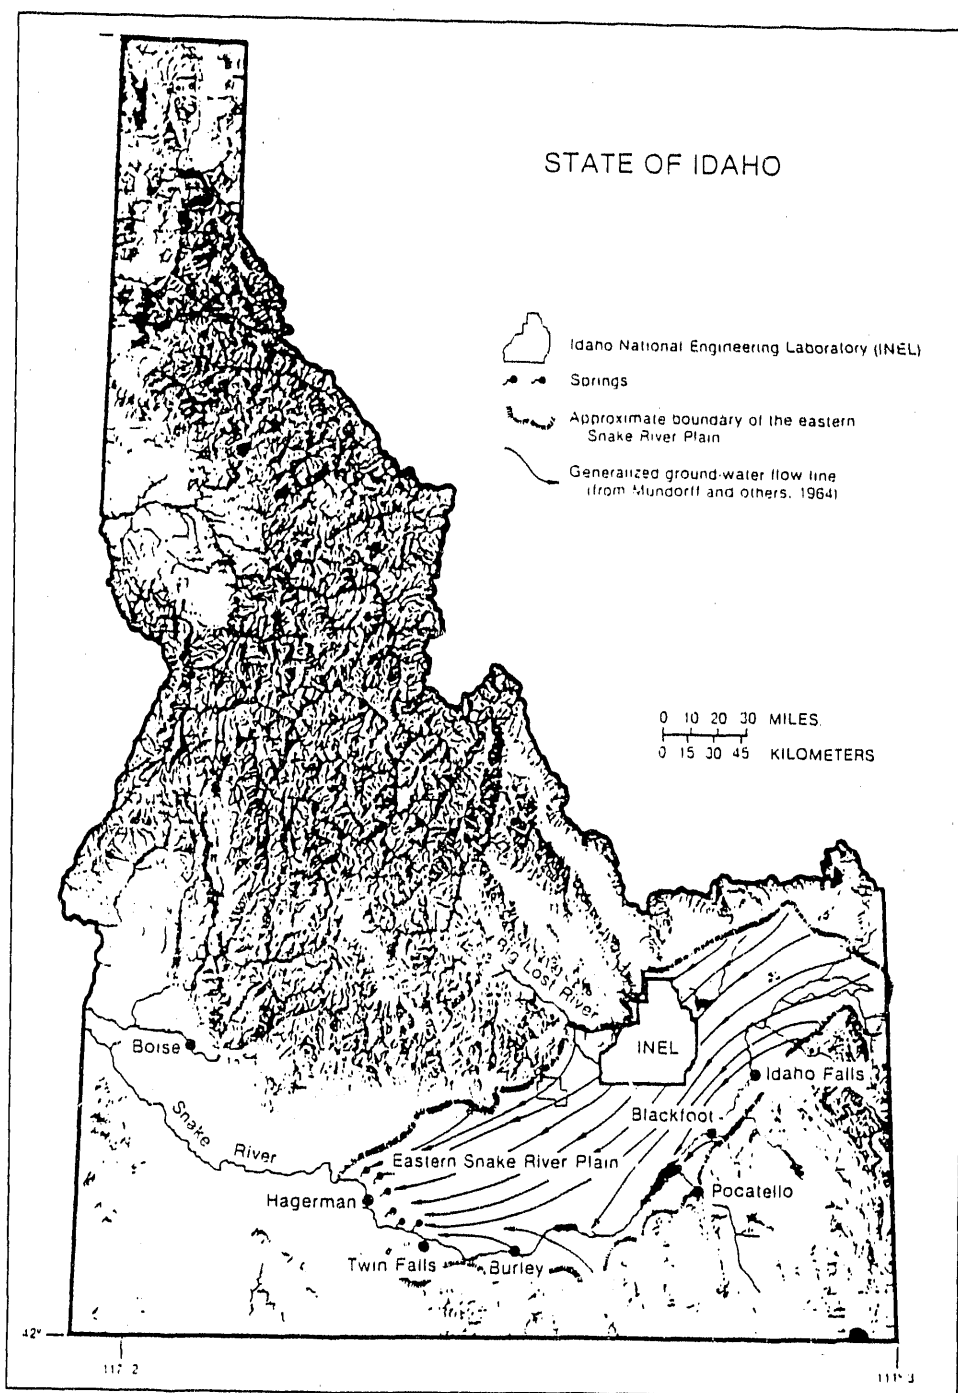 STATE OF IDAHO
Idaho National Engineering Laboratory (INEL)
Springs
Approximate boundary of the eastern
Snake River Plain
Generalized ground-water flow line
(from Mundorff and others, 1964)
0 10 20 30 MILES
0 15 30 45 KILOMETERS
Lost River
INEL
Boise
Idaho Falls
Snake River
Blackfoot
Eastern Snake River Plain
Pocatello
Hagerman
Twin Falls
Burley
42°